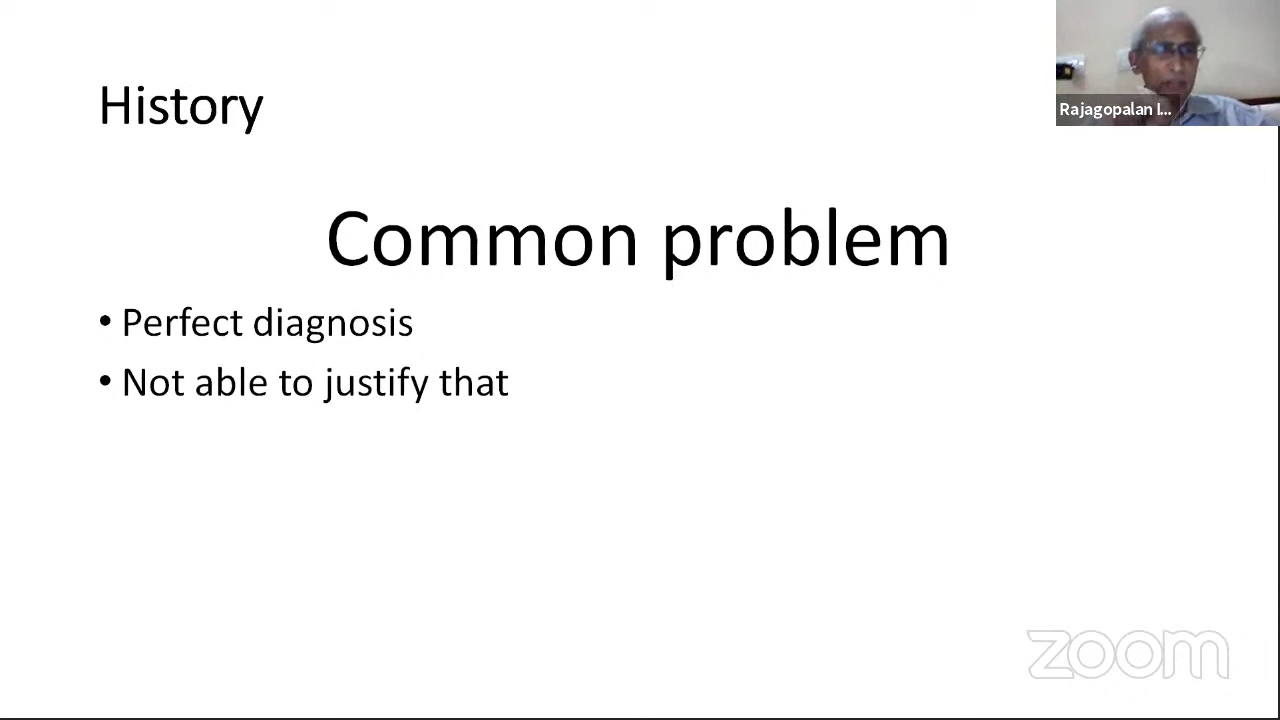 History
Rajagopalan I...
Common problem
• Perfect diagnosis
• Not able to justify that
zoom